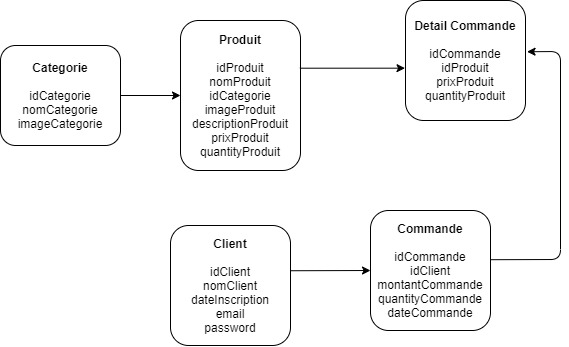 Categorie
idCategorie
nomCategorie
imageCategorie
Produit
idProduit
nomProduit
idCategorie
imageProduit
descriptionProduit
prixProduit
quantityProduit
Detail Commande
idCommande
idProduit
prixProduit
quantityProduit
Client
idClient
nomClient
dateInscription
email
password
Commande
idCommande
idClient
montantCommande
quantityCommande
dateCommande